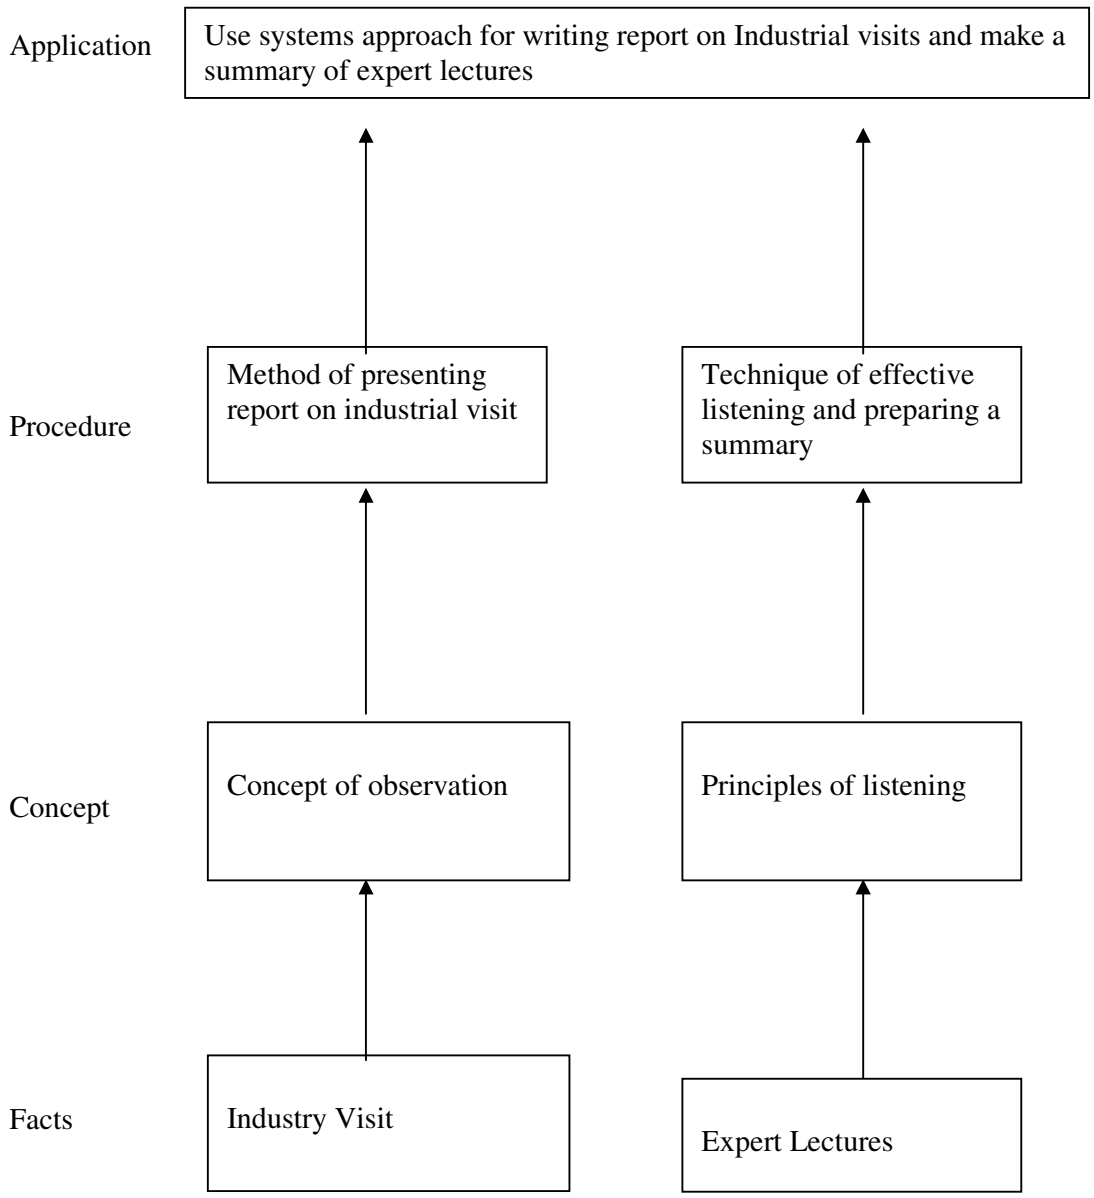 Application
Use systems approach for writing report on Industrial visits and make a
summary of expert lectures
Procedure
Method of presenting
report on industrial visit
Technique of effective
listening and preparing a
summary
Concept
Concept of observation
Principles of listening
Facts
Industry Visit
Expert Lectures